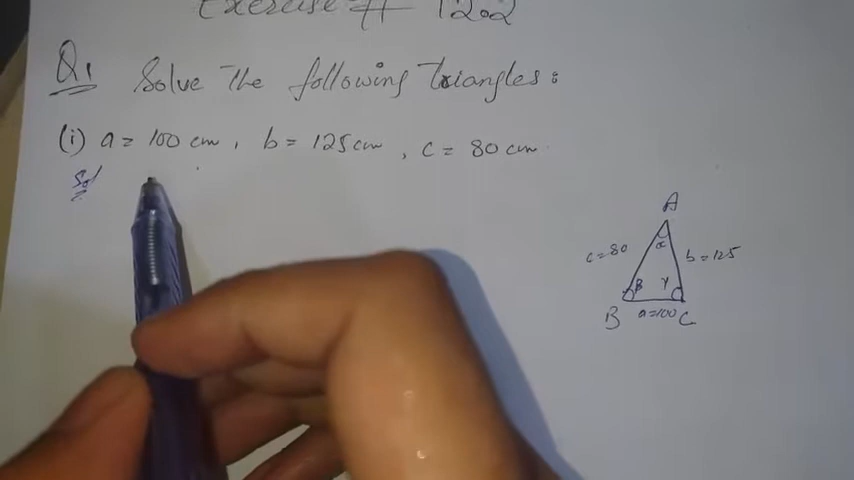 Exercise # 12.2
Q1 Solve The following Triangles:
(i) a = 100 cm, b = 125 cm, c = 80 cm
Sol
A
c = 80
α
b = 125
β
γ
B
a = 100
C